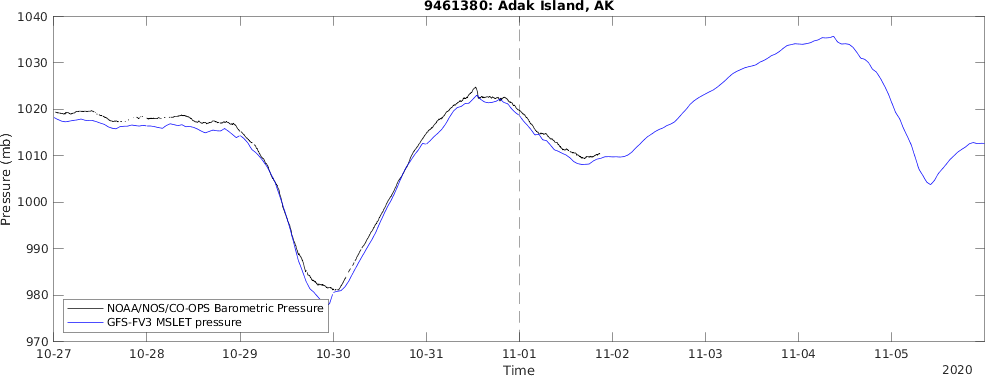 9461380: Adak Island, AK
Pressure (mb)
1040
1030
1020
1010
1000
990
980
970
NOAA/NOS/CO-OPS Barometric Pressure
GFS-FV3 MSLET pressure
10-27 10-28 10-29 10-30 10-31 11-01 11-02 11-03 11-04 11-05
Time
2020